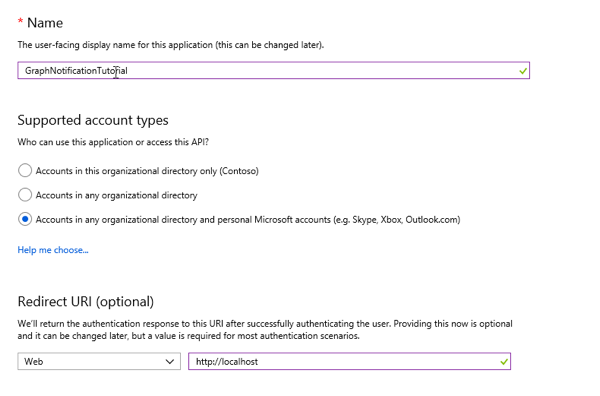 * Name
The user-facing display name for this application (this can be changed later).
GraphNotificationTutorial
Supported account types
Who can use this application or access this API?
Accounts in this organizational directory only (Contoso)
Accounts in any organizational directory
Accounts in any organizational directory and personal Microsoft accounts (e.g. Skype, Xbox, Outlook.com)
Help me choose...
Redirect URI (optional)
We'll return the authentication response to this URI after successfully authenticating the user. Providing this now is optional
and it can be changed later, but a value is required for most authentication scenarios.
Web http://localhost